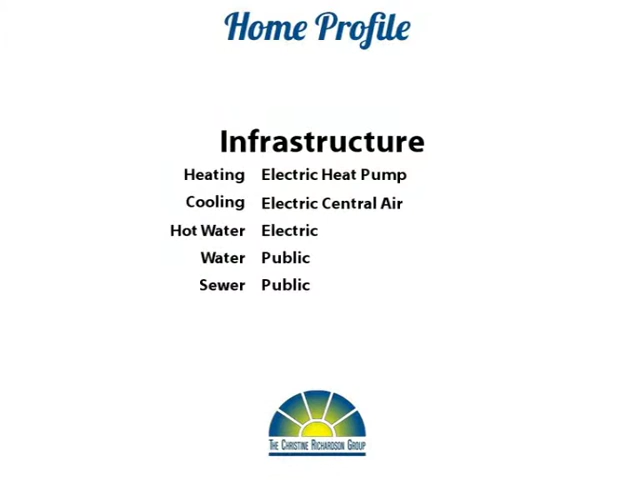 Home Profile
Infrastructure
Heating Electric Heat Pump
Cooling Electric Central Air
Hot Water Electric
Water Public
Sewer Public
The Christine Richardson Group